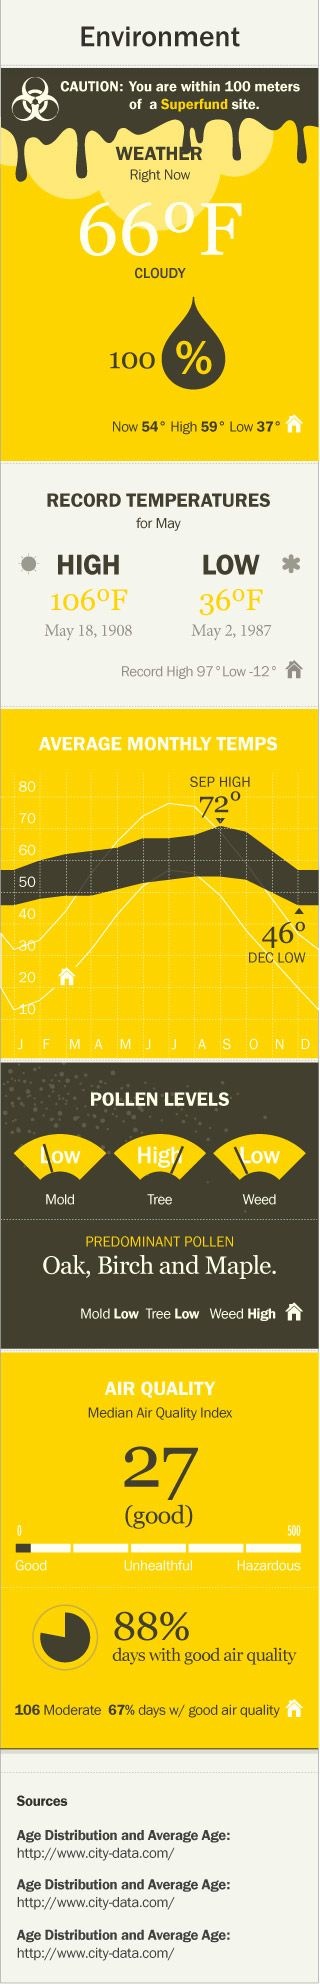 Environment
CAUTION: You are within 100 meters
of a Superfund site.
WEATHER
Right Now
66°F
CLOUDY
100 %
Now 54° High 59° Low 37°
RECORD TEMPERATURES
for May
HIGH LOW
106°F 36°F
May 18, 1908 May 2, 1987
Record High 97° Low -12°
AVERAGE MONTHLY TEMPS
SEP HIGH
72°
80
70
60
50
40
30
20
10
46°
DEC LOW
J F M A M J J A S O N D
POLLEN LEVELS
Low High Low
Mold Tree Weed
PREDOMINANT POLLEN
Oak, Birch and Maple.
Mold Low Tree Low Weed High
AIR QUALITY
Median Air Quality Index
27
(good)
0 500
Good Unhealthful Hazardous
88%
days with good air quality
106 Moderate 67% days w/ good air quality
Sources
Age Distribution and Average Age:
http://www.city-data.com/
Age Distribution and Average Age:
http://www.city-data.com/
Age Distribution and Average Age:
http://www.city-data.com/